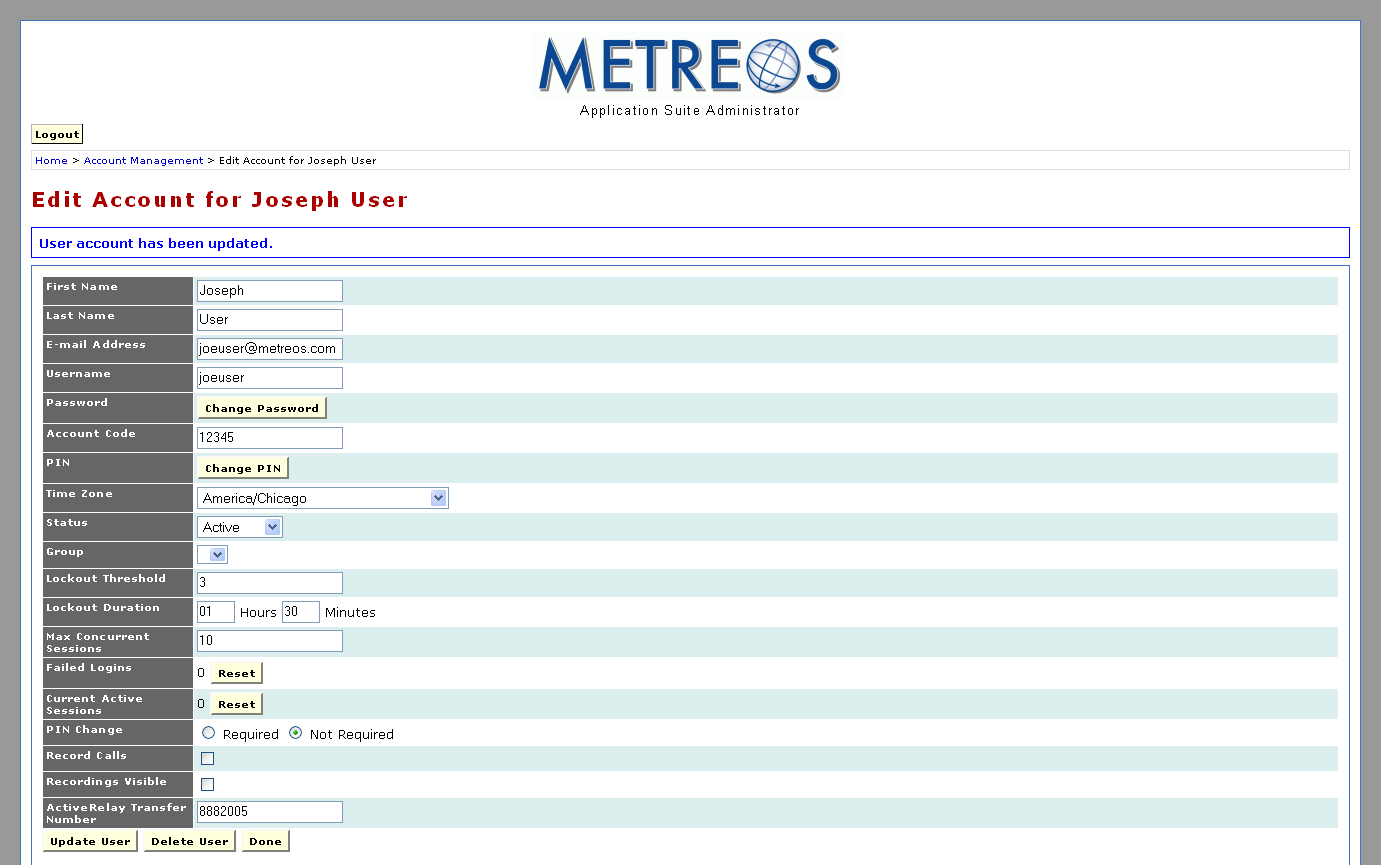 METREOS
Application Suite Administrator
Logout
Home > Account Management > Edit Account for Joseph User
Edit Account for Joseph User
User account has been updated.
First Name Joseph
Last Name User
E-mail Address joeuser@metreos.com
Username joeuser
Password Change Password
Account Code 12345
PIN Change PIN
Time Zone America/Chicago
Status Active
Group
Lockout Threshold 3
Lockout Duration 01 Hours 30 Minutes
Max Concurrent
Sessions 10
Failed Logins 0 Reset
Current Active
Sessions 0 Reset
PIN Change Required Not Required
Record Calls
Recordings Visible
ActiveRelay Transfer
Number 8882005
Update User Delete User Done